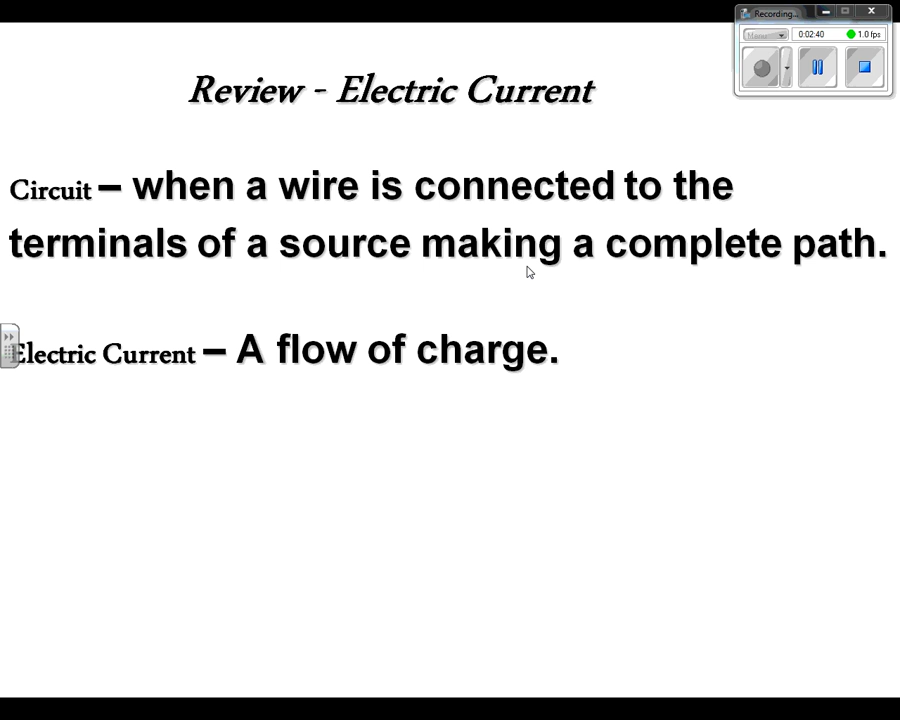 Recording...
Menu
0:02:40
1.0 fps
Review - Electric Current
Circuit – when a wire is connected to the
terminals of a source making a complete path.
Electric Current – A flow of charge.